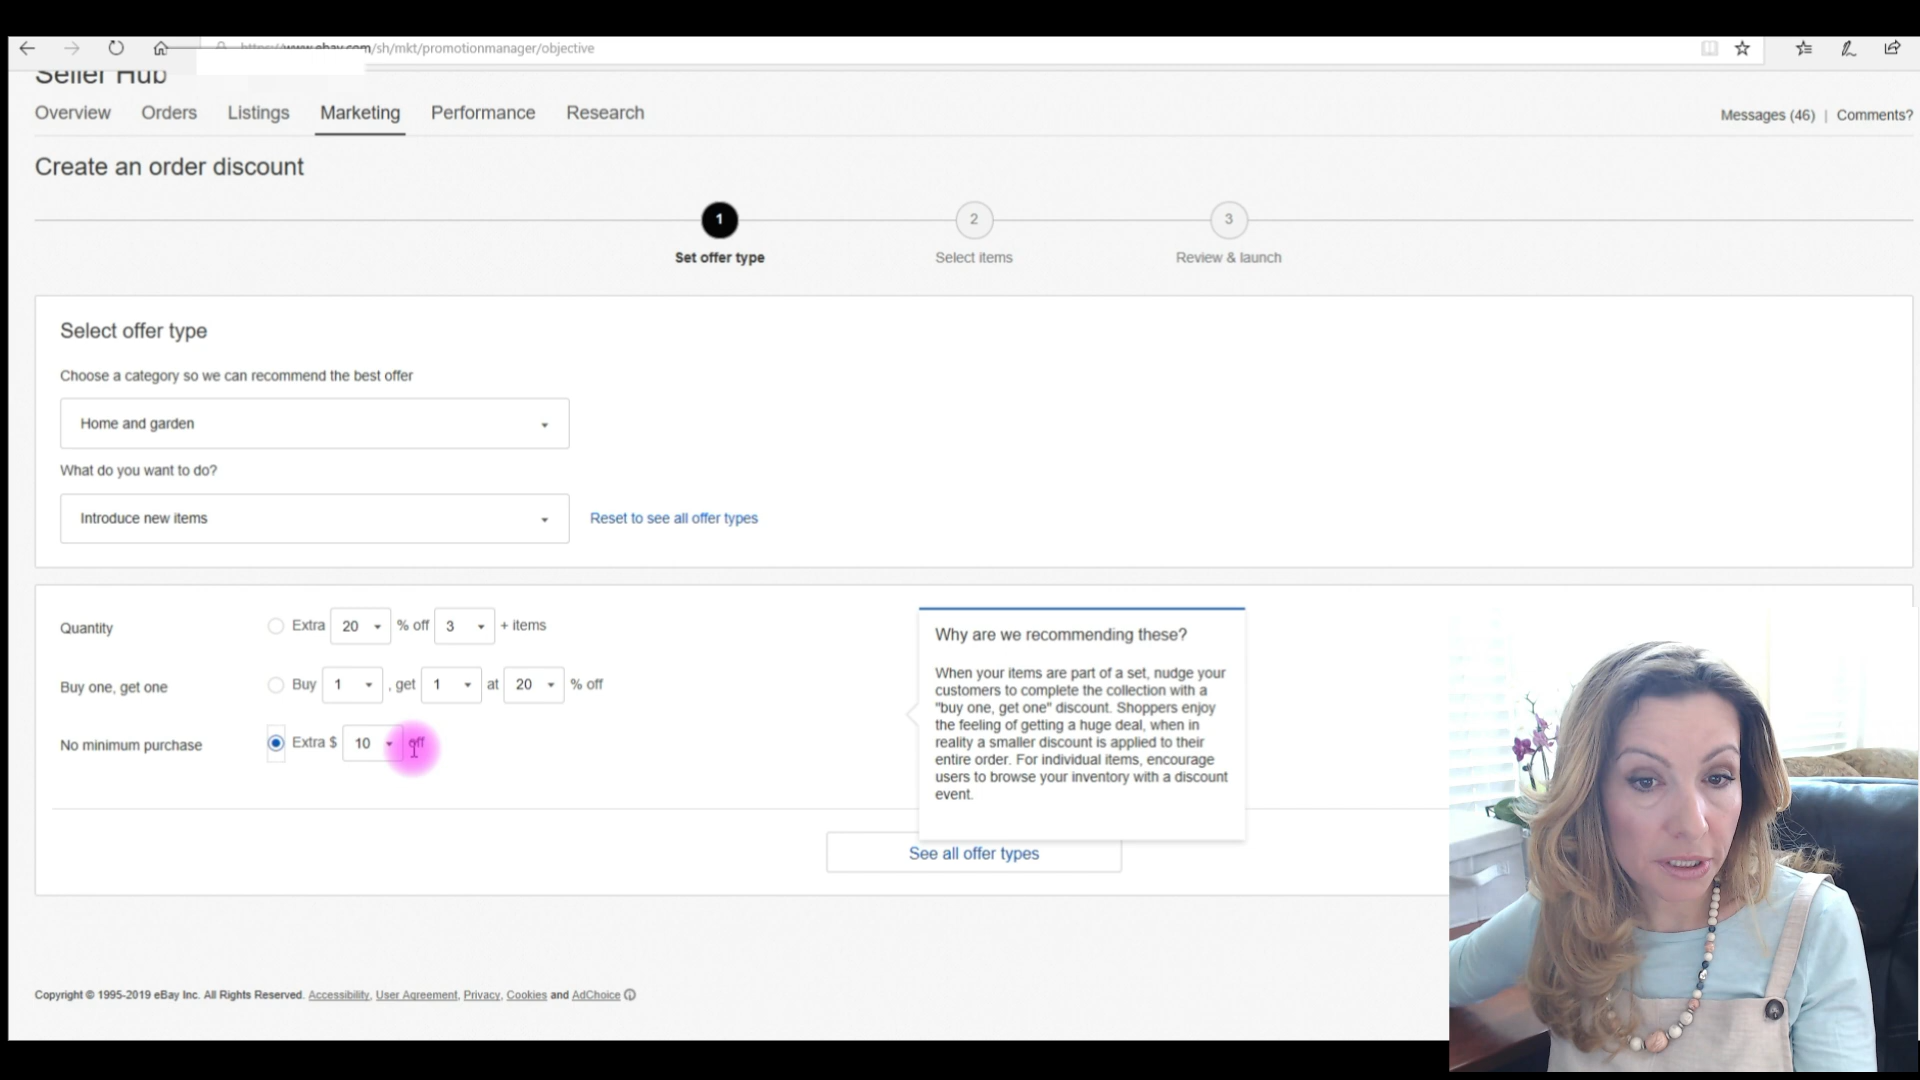 https://www.ebay.com/sh/mkt/promotionmanager/objective
Seller Hub
Overview Orders Listings Marketing Performance Research
Messages (46) | Comments?
Create an order discount
1 2 3
Set offer type Select items Review & launch
Select offer type
Choose a category so we can recommend the best offer
Home and garden
What do you want to do?
Introduce new items
Reset to see all offer types
Quantity Extra 20 % off 3 + items
Buy one, get one Buy 1 , get 1 at 20 % off
No minimum purchase Extra $ 10 off
Why are we recommending these?
When your items are part of a set, nudge your
customers to complete the collection with a
"buy one, get one" discount. Shoppers enjoy
the feeling of getting a huge deal, when in
reality a smaller discount is applied to their
entire order. For individual items, encourage
users to browse your inventory with a discount
event.
See all offer types
Copyright © 1995-2019 eBay Inc. All Rights Reserved. Accessibility, User Agreement, Privacy, Cookies and AdChoice